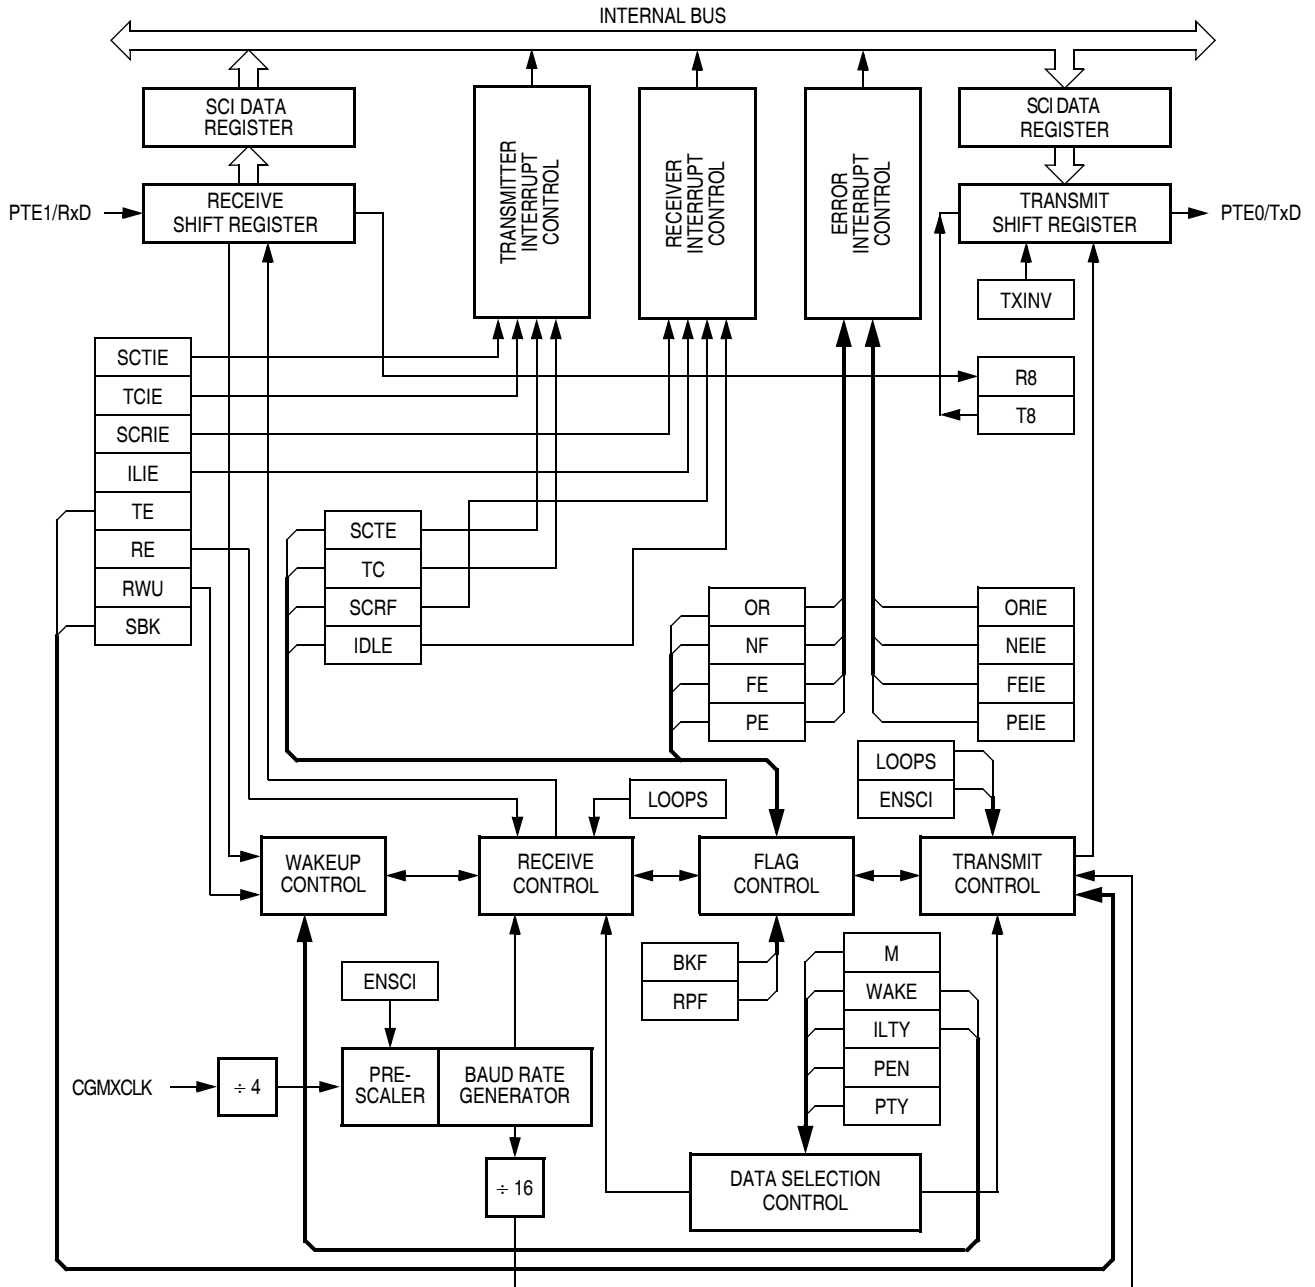 INTERNAL BUS
SCI DATA
REGISTER
SCI DATA
REGISTER
TRANSMITTER
INTERRUPT
CONTROL
RECEIVER
INTERRUPT
CONTROL
ERROR
INTERRUPT
CONTROL
PTE1/RxD
RECEIVE
SHIFT REGISTER
TRANSMIT
SHIFT REGISTER
PTE0/TxD
TXINV
SCTIE
TCIE
SCRIE
ILIE
TE
RE
RWU
SBK
R8
T8
SCTE
TC
SCRF
IDLE
OR
NF
FE
PE
ORIE
NEIE
FEIE
PEIE
LOOPS
ENSCI
LOOPS
WAKEUP
CONTROL
RECEIVE
CONTROL
FLAG
CONTROL
TRANSMIT
CONTROL
BKF
RPF
M
WAKE
ILTY
PEN
PTY
ENSCI
CGMXCLK
÷ 4
PRE-
SCALER
BAUD RATE
GENERATOR
÷ 16
DATA SELECTION
CONTROL